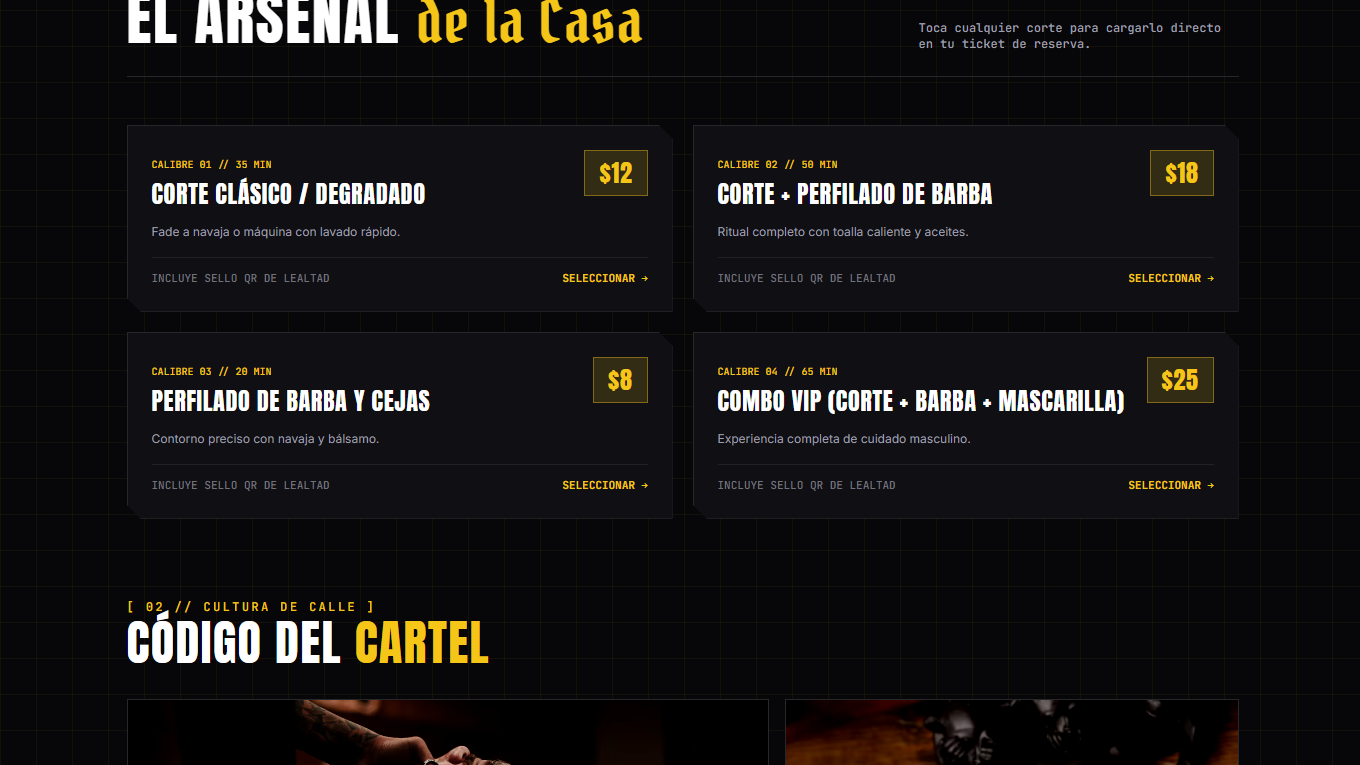 EL ARSENAL de la Casa
Toca cualquier corte para cargarlo directo
en tu ticket de reserva.
CALIBRE 01 // 35 MIN
$12
CORTE CLÁSICO / DEGRADADO
Fade a navaja o máquina con lavado rápido.
INCLUYE SELLO QR DE LEALTAD
SELECCIONAR →
CALIBRE 02 // 50 MIN
$18
CORTE + PERFILADO DE BARBA
Ritual completo con toalla caliente y aceites.
INCLUYE SELLO QR DE LEALTAD
SELECCIONAR →
CALIBRE 03 // 20 MIN
$8
PERFILADO DE BARBA Y CEJAS
Contorno preciso con navaja y bálsamo.
INCLUYE SELLO QR DE LEALTAD
SELECCIONAR →
CALIBRE 04 // 65 MIN
$25
COMBO VIP (CORTE + BARBA + MASCARILLA)
Experiencia completa de cuidado masculino.
INCLUYE SELLO QR DE LEALTAD
SELECCIONAR →
[ 02 // CULTURA DE CALLE ]
CÓDIGO DEL CARTEL